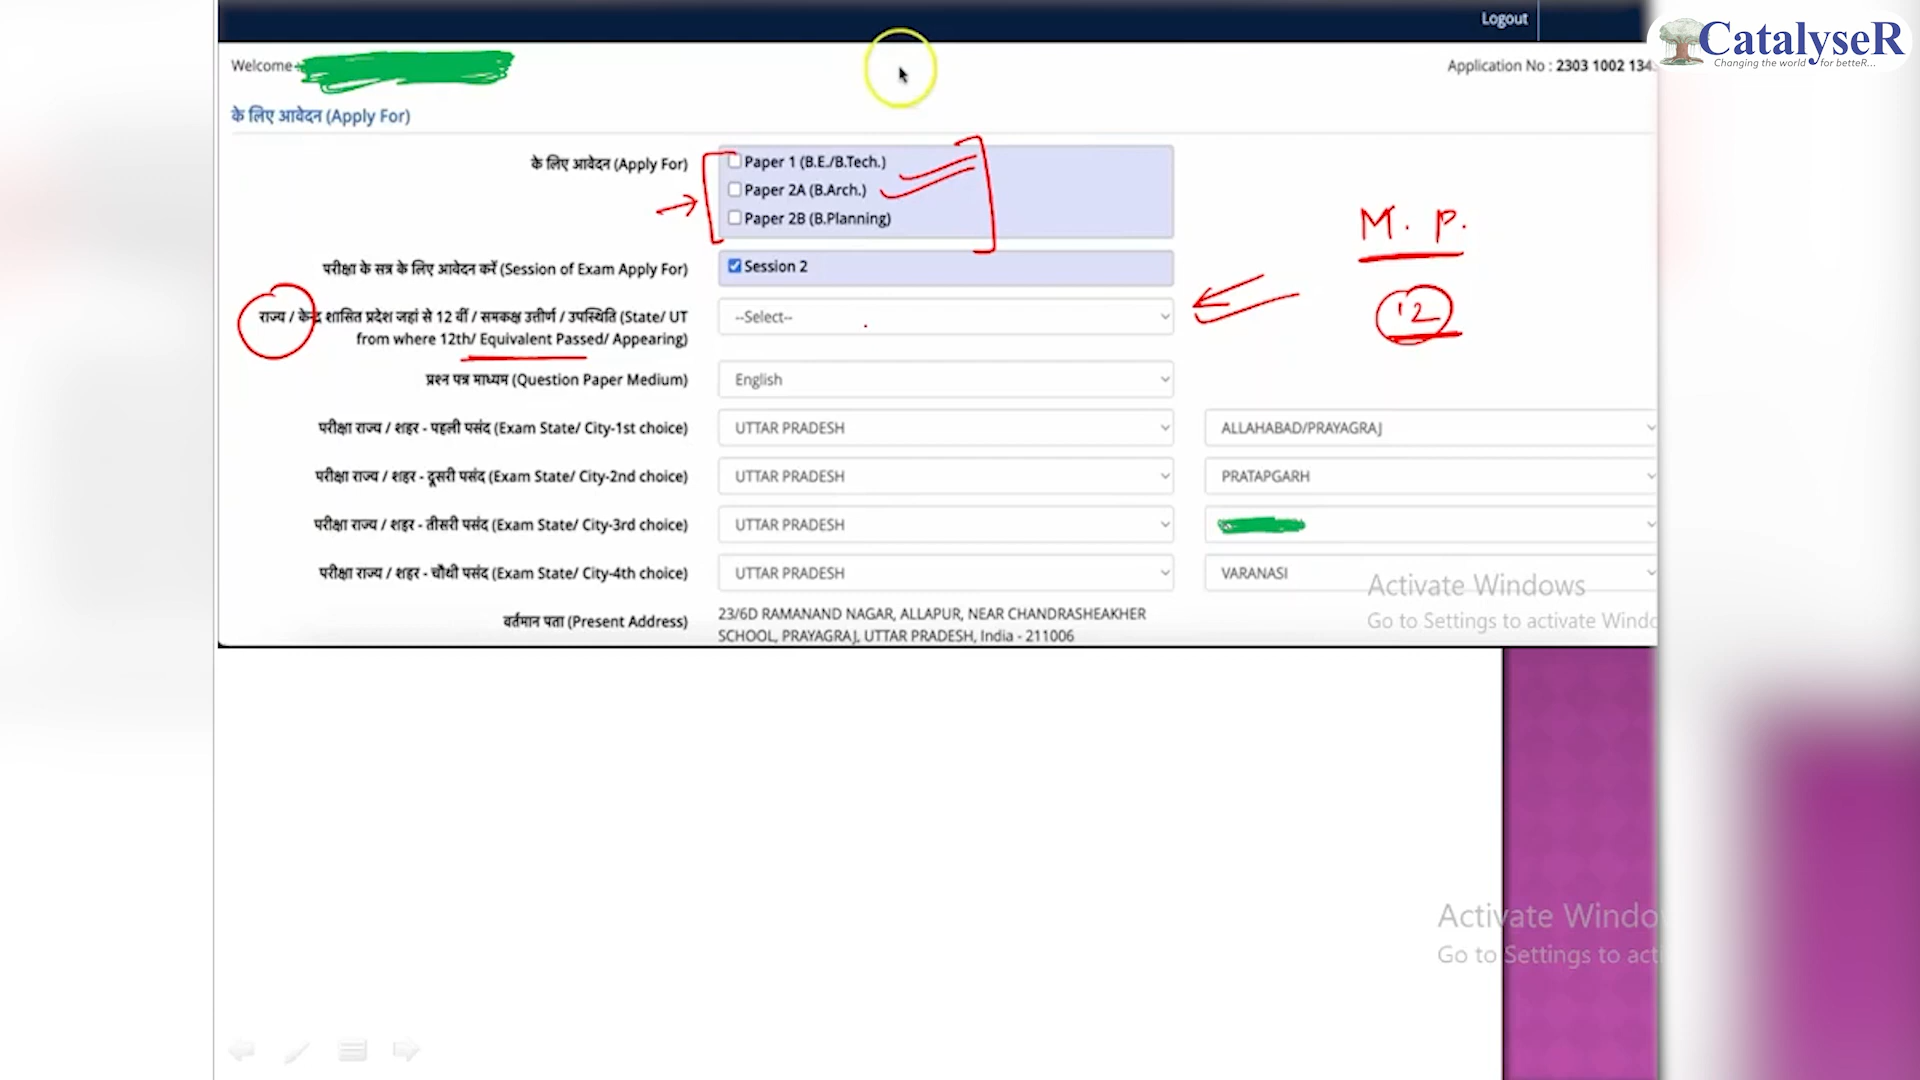 Logout
CatalyseR
Changing the world for betteR...
Welcome
Application No : 2303 1002 134
के लिए आवेदन (Apply For)
के लिए आवेदन (Apply For)
Paper 1 (B.E./B.Tech.)
Paper 2A (B.Arch.)
Paper 2B (B.Planning)
M. P.
परीक्षा के सत्र के लिए आवेदन करें (Session of Exam Apply For)
Session 2
12
राज्य / केन्द्र शासित प्रदेश जहां से 12 वीं / समकक्ष उत्तीर्ण / उपस्थिति (State/ UT
from where 12th/ Equivalent Passed/ Appearing)
--Select--
प्रश्न पत्र माध्यम (Question Paper Medium)
English
परीक्षा राज्य / शहर - पहली पसंद (Exam State/ City-1st choice)
UTTAR PRADESH
ALLAHABAD/PRAYAGRAJ
परीक्षा राज्य / शहर - दूसरी पसंद (Exam State/ City-2nd choice)
UTTAR PRADESH
PRATAPGARH
परीक्षा राज्य / शहर - तीसरी पसंद (Exam State/ City-3rd choice)
UTTAR PRADESH
परीक्षा राज्य / शहर - चौथी पसंद (Exam State/ City-4th choice)
UTTAR PRADESH
VARANASI
वर्तमान पता (Present Address)
23/6D RAMANAND NAGAR, ALLAPUR, NEAR CHANDRASHEAKHER
SCHOOL, PRAYAGRAJ, UTTAR PRADESH, India - 211006
Activate Windows
Go to Settings to activate Windo
Activate Windo
Go to Settings to acti